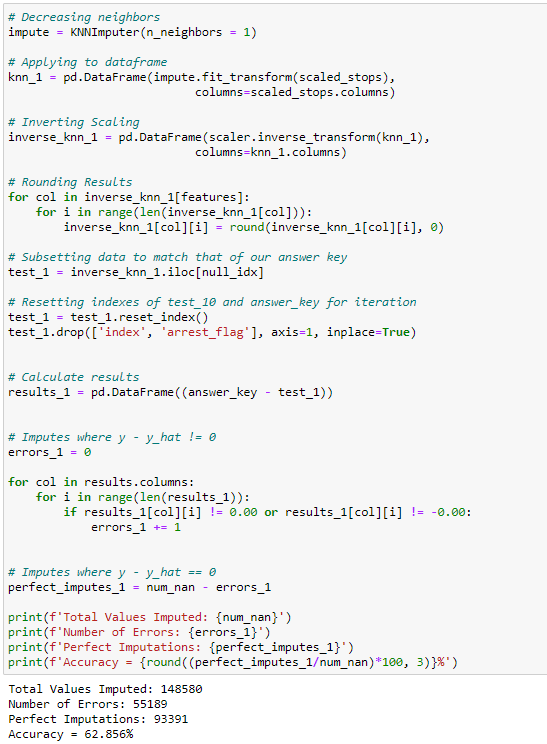 # Decreasing neighbors
impute = KNNImputer(n_neighbors = 1)
# Applying to dataframe
knn_1 = pd.DataFrame(impute.fit_transform(scaled_stops),
columns=scaled_stops.columns)
# Inverting Scaling
inverse_knn_1 = pd.DataFrame(scaler.inverse_transform(knn_1),
columns=knn_1.columns)
# Rounding Results
for col in inverse_knn_1[features]:
for i in range(len(inverse_knn_1[col])):
inverse_knn_1[col][i] = round(inverse_knn_1[col][i], 0)
# Subsetting data to match that of our answer key
test_1 = inverse_knn_1.iloc[null_idx]
# Resetting indexes of test_10 and answer_key for iteration
test_1 = test_1.reset_index()
test_1.drop(['index', 'arrest_flag'], axis=1, inplace=True)
# Calculate results
results_1 = pd.DataFrame((answer_key - test_1))
# Imputes where y - y_hat != 0
errors_1 = 0
for col in results.columns:
for i in range(len(results_1)):
if results_1[col][i] != 0.00 or results_1[col][i] != -0.00:
errors_1 += 1
# Imputes where y - y_hat == 0
perfect_imputes_1 = num_nan - errors_1
print(f'Total Values Imputed: {num_nan}')
print(f'Number of Errors: {errors_1}')
print(f'Perfect Imputations: {perfect_imputes_1}')
print(f'Accuracy = {round((perfect_imputes_1/num_nan)*100, 3)}%')
Total Values Imputed: 148580
Number of Errors: 55189
Perfect Imputations: 93391
Accuracy = 62.856%